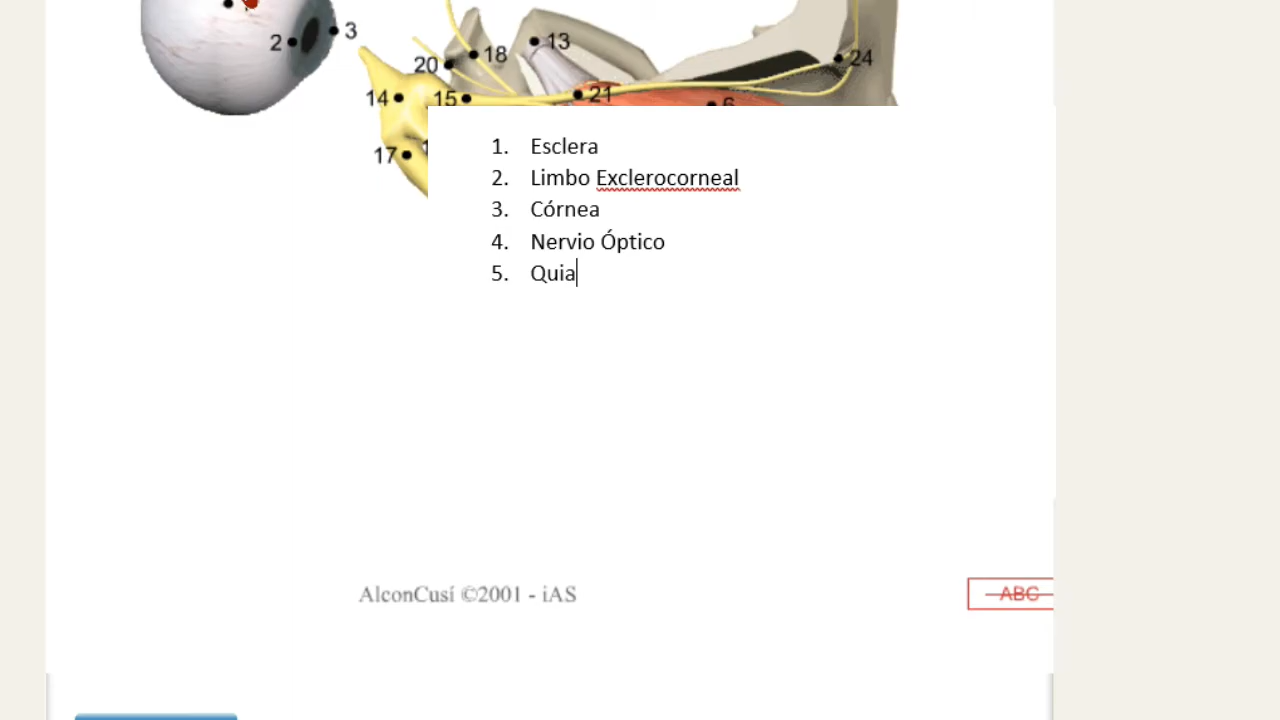 3
2
18
13
20
24
14
15
21
6
17
1. Esclera
2. Limbo Exclerocorneal
3. Córnea
4. Nervio Óptico
5. Quia
AlconCusí ©2001 - iAS
ABC